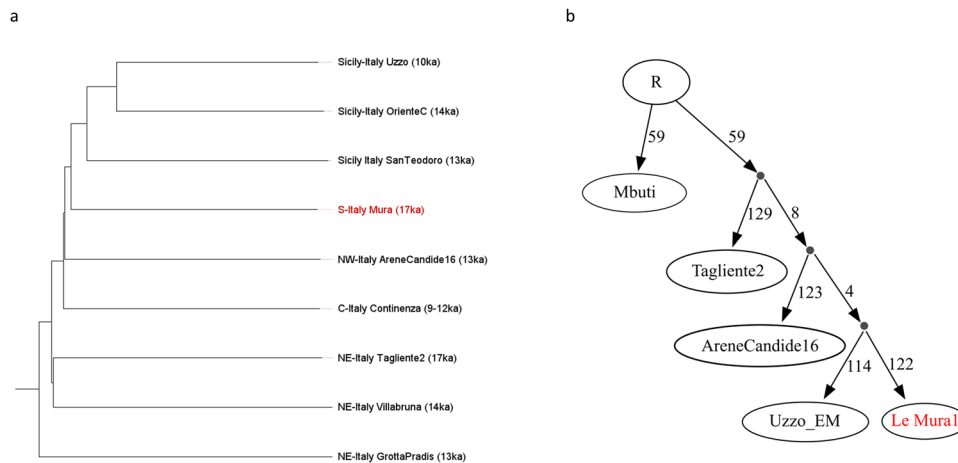 a
b
Sicily-Italy Uzzo (10ka)
Sicily-Italy OrienteC (14ka)
Sicily Italy SanTeodoro (13ka)
S-Italy Mura (17ka)
NW-Italy AreneCandide16 (13ka)
C-Italy Continenza (9-12ka)
NE-Italy Tagliente2 (17ka)
NE-Italy Villabruna (14ka)
NE-Italy GrottaPradis (13ka)
R
59
59
Mbuti
129
8
Tagliente2
123
4
AreneCandide16
114
122
Uzzo_EM
Le Mura1